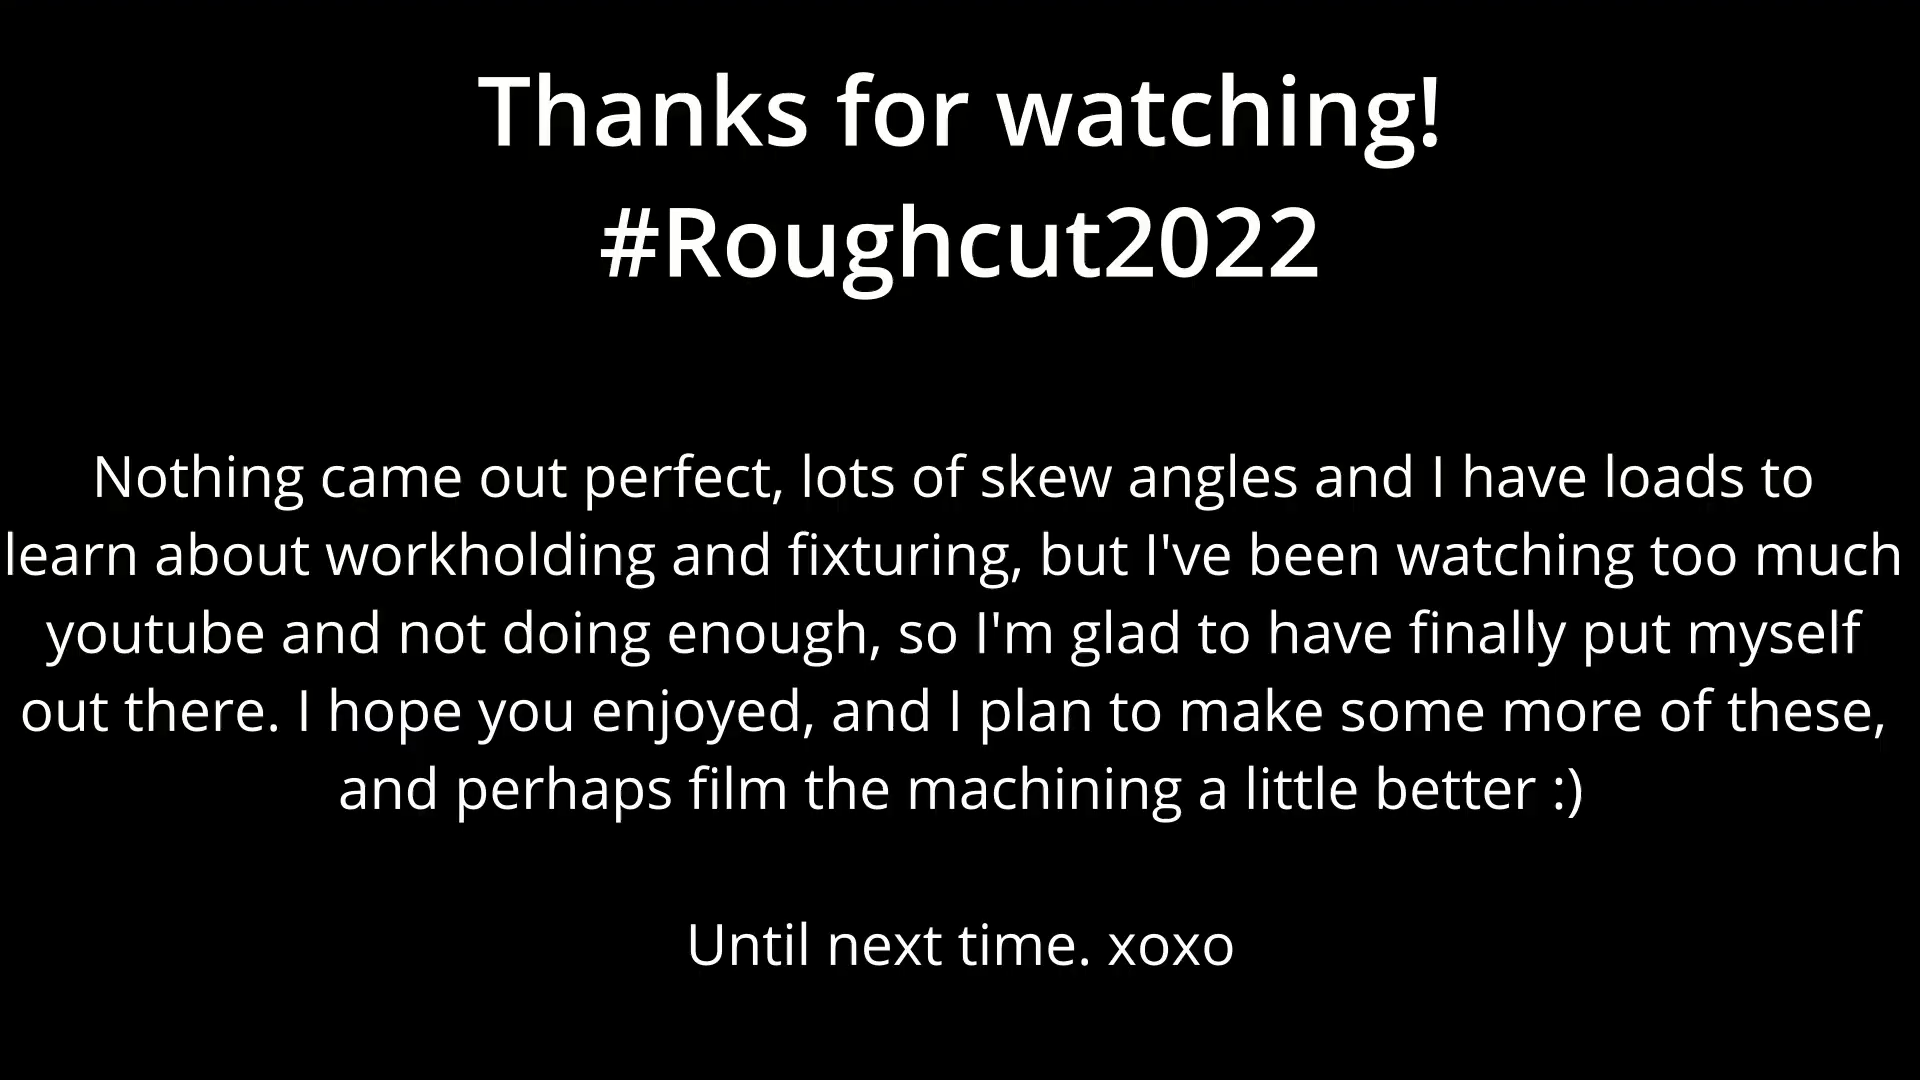 Thanks for watching!
#Roughcut2022
Nothing came out perfect, lots of skew angles and I have loads to
learn about workholding and fixturing, but I've been watching too much
youtube and not doing enough, so I'm glad to have finally put myself
out there. I hope you enjoyed, and I plan to make some more of these,
and perhaps film the machining a little better :)
Until next time. xoxo